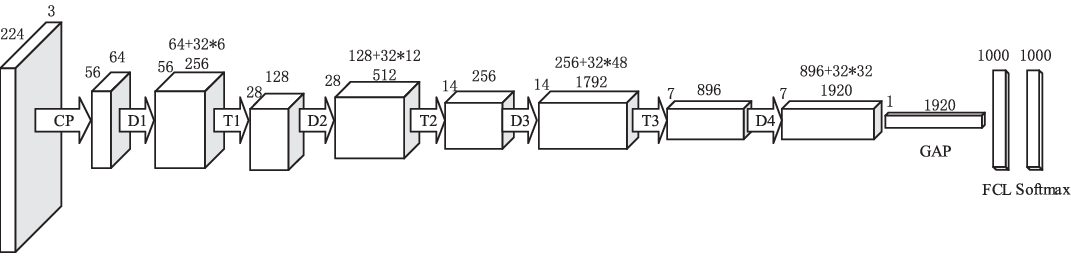 3
224
CP
64
56
D1
64+32*6
56 256
T1
128
28
D2
128+32*12
28 512
T2
256
14
D3
256+32*48
14 1792
T3
7 896
D4
896+32*32
7 1920
1 1920
GAP
1000 1000
FCL Softmax